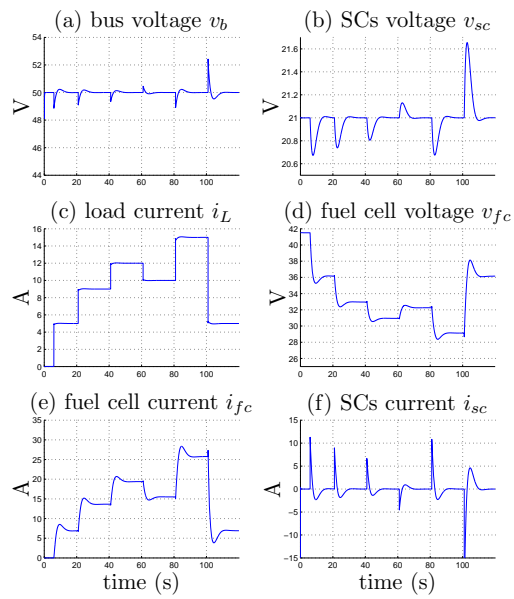 (a) bus voltage v_b
(b) SCs voltage v_sc
54
52
50
48
46
44
V
0 20 40 60 80 100
21.6
21.4
21.2
21
20.8
20.6
V
0 20 40 60 80 100
(c) load current i_L
(d) fuel cell voltage v_fc
16
14
12
10
8
6
4
2
0
A
0 20 40 60 80 100
42
40
38
36
34
32
30
28
26
V
0 20 40 60 80 100
(e) fuel cell current i_fc
(f) SCs current i_sc
35
30
25
20
15
10
5
0
A
0 20 40 60 80 100
time (s)
15
10
5
0
−5
−10
−15
A
0 20 40 60 80 100
time (s)